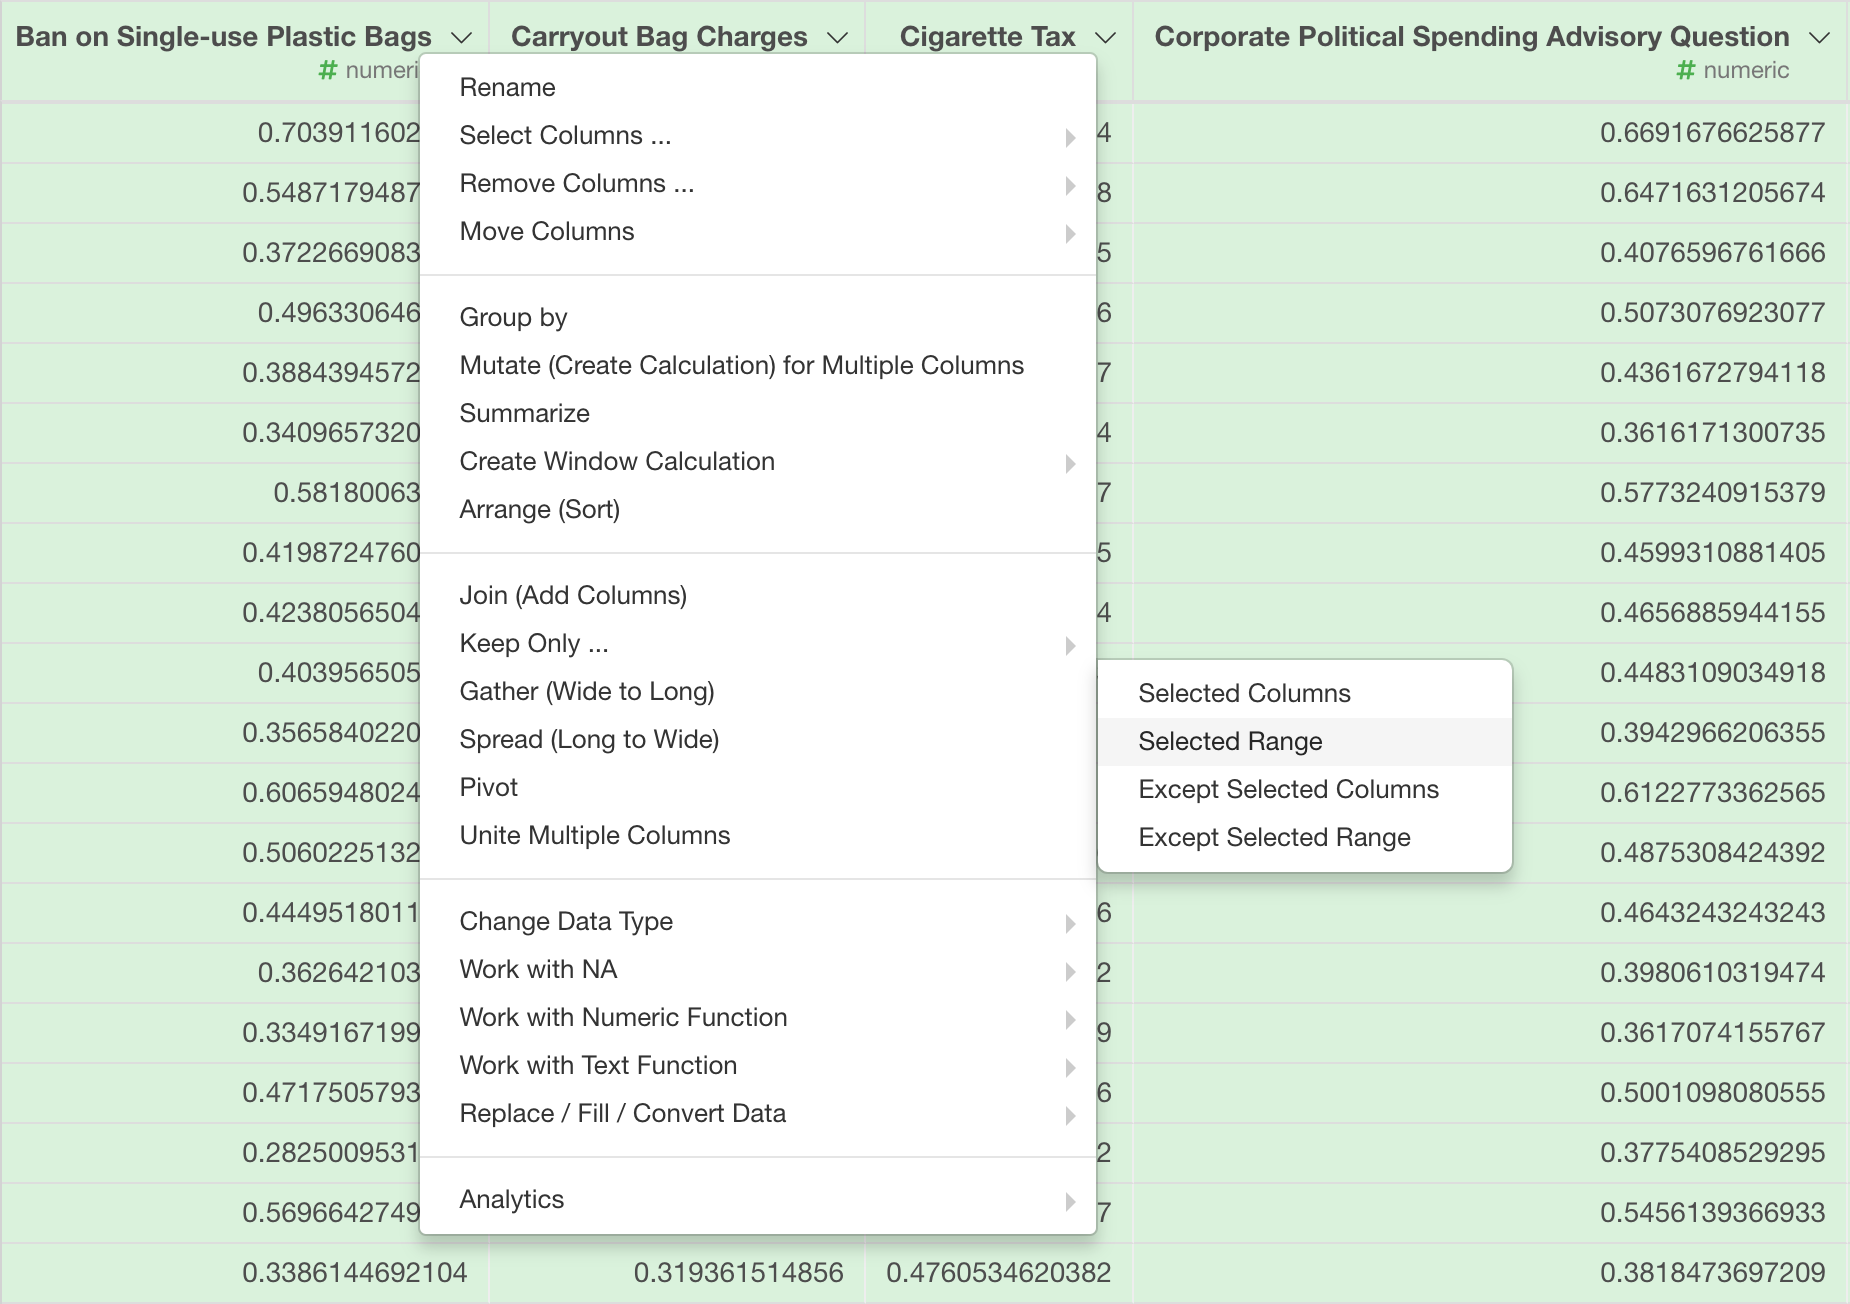 Ban on Single-use Plastic Bags Carryout Bag Charges Cigarette Tax Corporate Political Spending Advisory Question
# numeri # numeric
Rename
0.703911602 4 0.6691676625877
Select Columns ...
Remove Columns ...
0.5487179487 8 0.6471631205674
Move Columns
0.3722669083 5 0.4076596761666
Group by
0.496330646 6 0.5073076923077
Mutate (Create Calculation) for Multiple Columns
0.3884394572 7 0.4361672794118
Summarize
0.3409657320 4 0.3616171300735
Create Window Calculation
0.58180063 7 0.5773240915379
Arrange (Sort)
0.4198724760 5 0.4599310881405
Join (Add Columns)
0.4238056504 4 0.4656885944155
Keep Only ...
0.403956505 0.4483109034918
Gather (Wide to Long) Selected Columns
0.3565840220 0.3942966206355
Spread (Long to Wide) Selected Range
Pivot Except Selected Columns
0.6065948024 0.6122773362565
Unite Multiple Columns Except Selected Range
0.5060225132 0.4875308424392
0.4449518011 6 0.4643243243243
Change Data Type
Work with NA
0.362642103 2 0.3980610319474
Work with Numeric Function
0.3349167199 9 0.3617074155767
Work with Text Function
0.4717505793 6 0.5001098080555
Replace / Fill / Convert Data
0.2825009531 2 0.3775408529295
Analytics
0.5696642749 7 0.5456139366933
0.3386144692104 0.319361514856 0.4760534620382 0.3818473697209